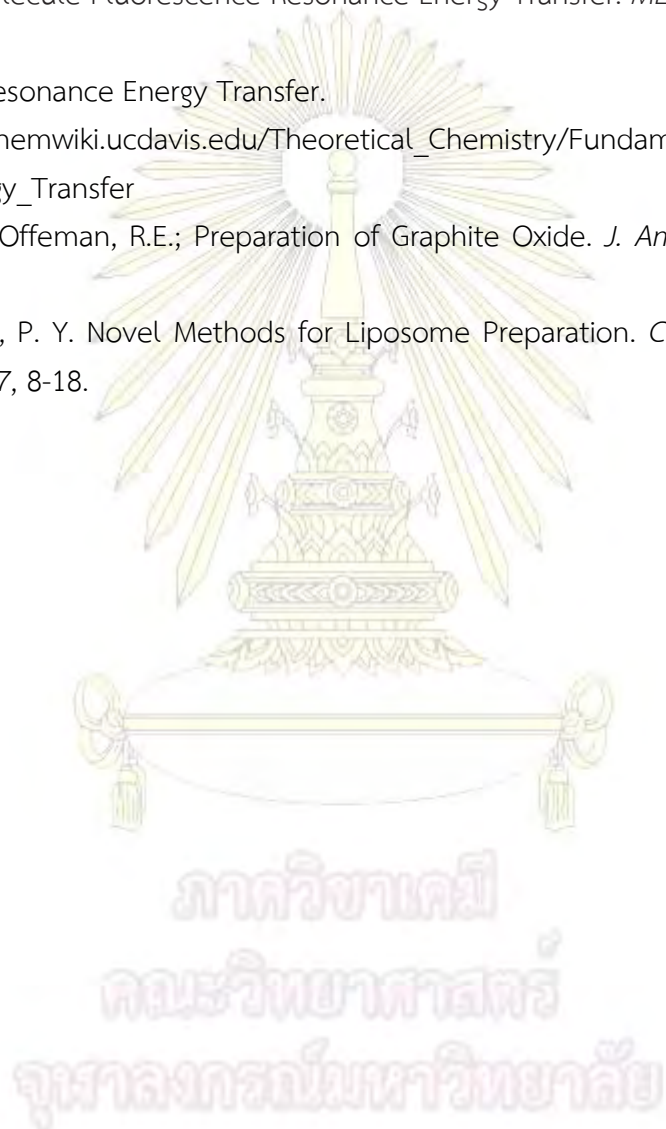 lecule Fluorescence Resonance Energy Transfer.
esonance Energy Transfer.
hemwiki.ucdavis.edu/Theoretical_Chemistry/Fundam
gy_Transfer
Offeman, R.E.; Preparation of Graphite Oxide. J. An
, P. Y. Novel Methods for Liposome Preparation. C
7, 8-18.
ภาควิชาเคมี
คณะวิทยาศาสตร์
จุฬาลงกรณ์มหาวิทยาลัย